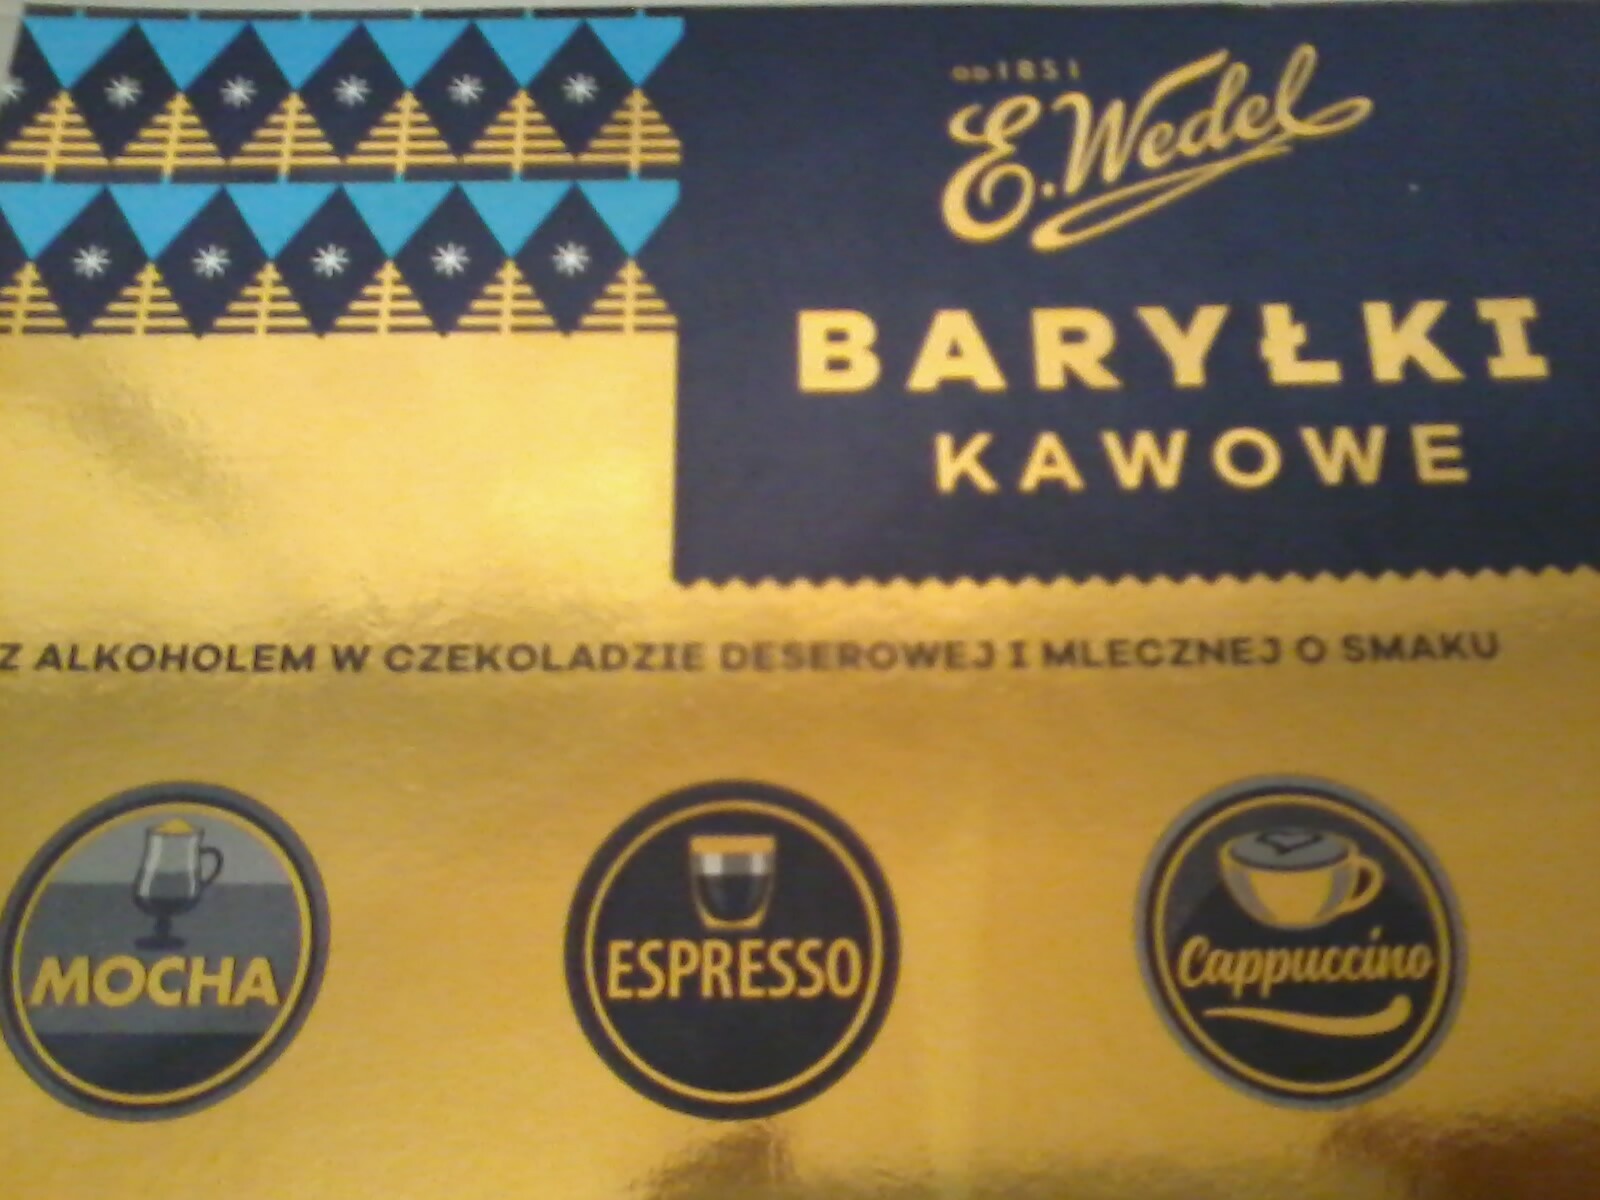 OD 1851
E. Wedel
BARYŁKI
KAWOWE
Z ALKOHOLEM W CZEKOLADZIE DESEROWEJ I MLECZNEJ O SMAKU
MOCHA
ESPRESSO
Cappuccino